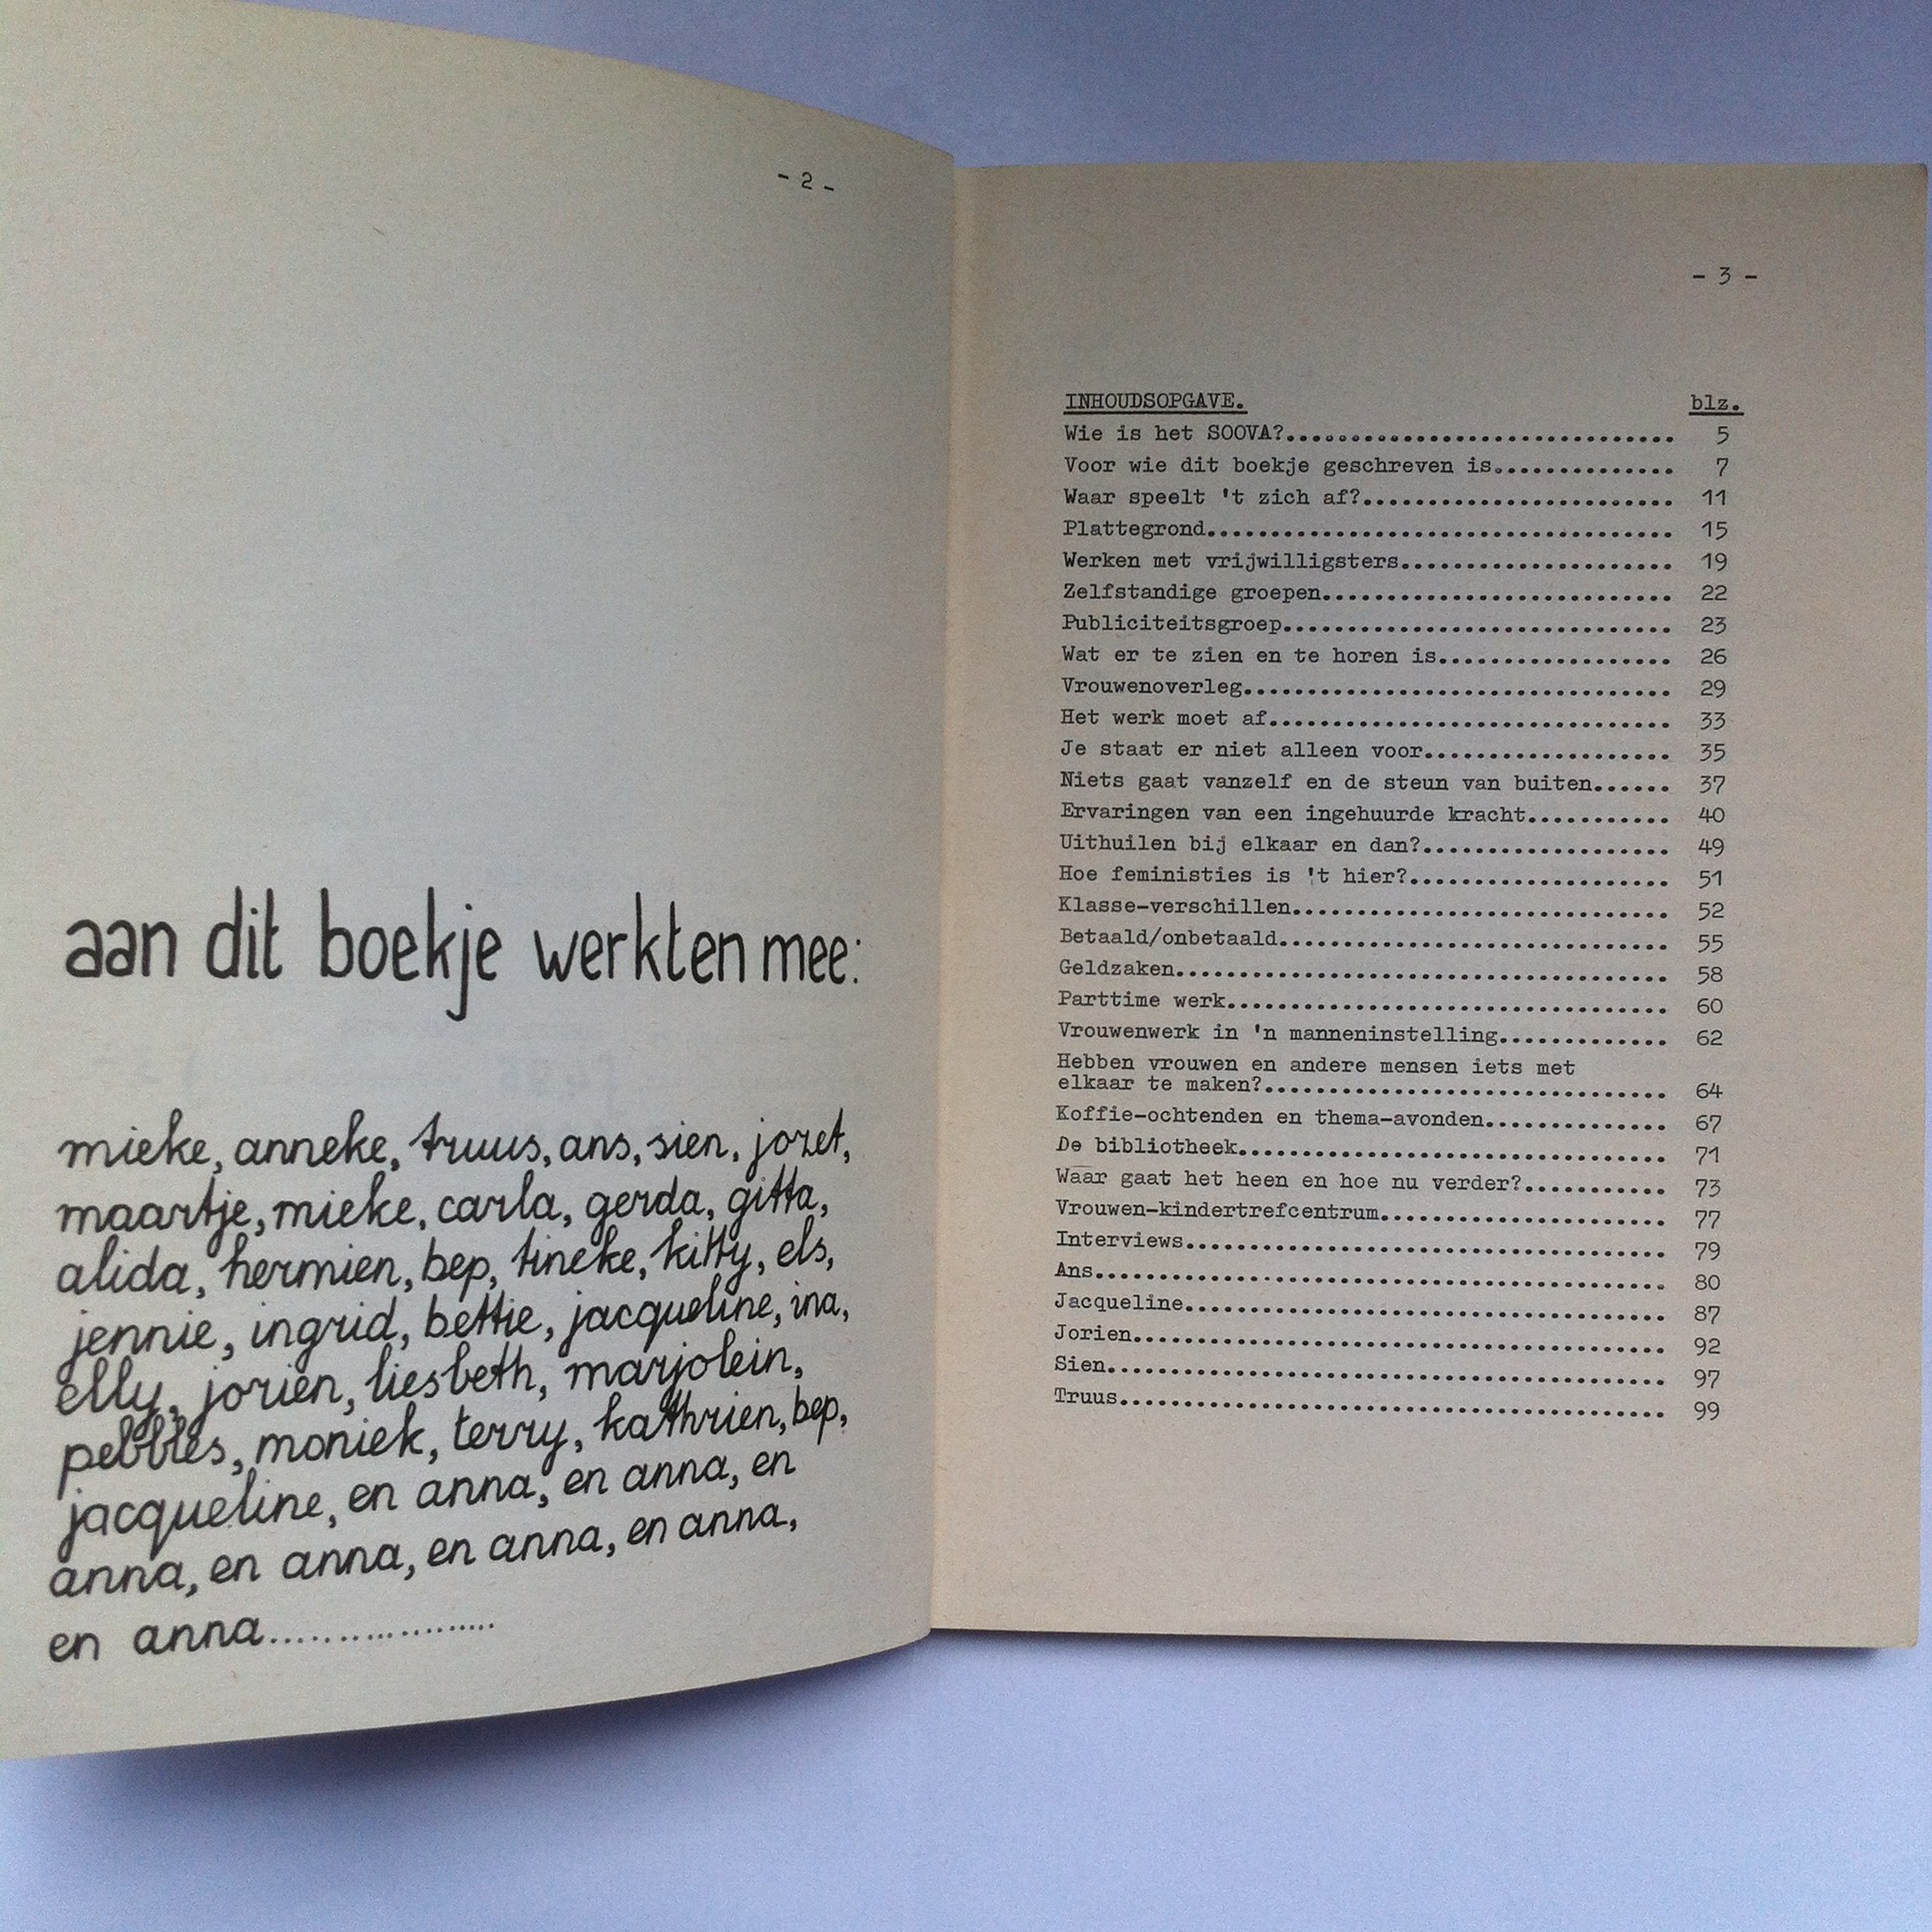 - 2 -
aan dit boekje werkten mee:
mieke, anneke, truus, ans, sien, jozet,
maartje, mieke, carla, gerda, gitta,
alida, hermien, bep, tineke, kitty, els,
jennie, ingrid, bettie, jacqueline, ina,
elly, jorien, liesbeth, marjolein,
pebbles, moniek, terry, kathrien, bep,
jacqueline, en anna, en anna, en
anna, en anna, en anna, en anna,
en anna..................
- 3 -
INHOUDSOPGAVE. blz.
Wie is het SOOVA?.............................. 5
Voor wie dit boekje geschreven is.............. 7
Waar speelt 't zich af?........................ 11
Plattegrond.................................... 15
Werken met vrijwilligsters..................... 19
Zelfstandige groepen........................... 22
Publiciteitsgroep.............................. 23
Wat er te zien en te horen is.................. 26
Vrouwenoverleg................................. 29
Het werk moet af............................... 33
Je staat er niet alleen voor................... 35
Niets gaat vanzelf en de steun van buiten...... 37
Ervaringen van een ingehuurde kracht........... 40
Uithuilen bij elkaar en dan?................... 49
Hoe feministies is 't hier?.................... 51
Klasse-verschillen............................. 52
Betaald/onbetaald.............................. 55
Geldzaken...................................... 58
Parttime werk.................................. 60
Vrouwenwerk in 'n manneninstelling............. 62
Hebben vrouwen en andere mensen iets met
elkaar te maken?............................... 64
Koffie-ochtenden en thema-avonden.............. 67
De bibliotheek................................. 71
Waar gaat het heen en hoe nu verder?........... 73
Vrouwen-kindertrefcentrum...................... 77
Interviews..................................... 79
Ans............................................ 80
Jacqueline..................................... 87
Jorien......................................... 92
Sien........................................... 97
Truus.......................................... 99